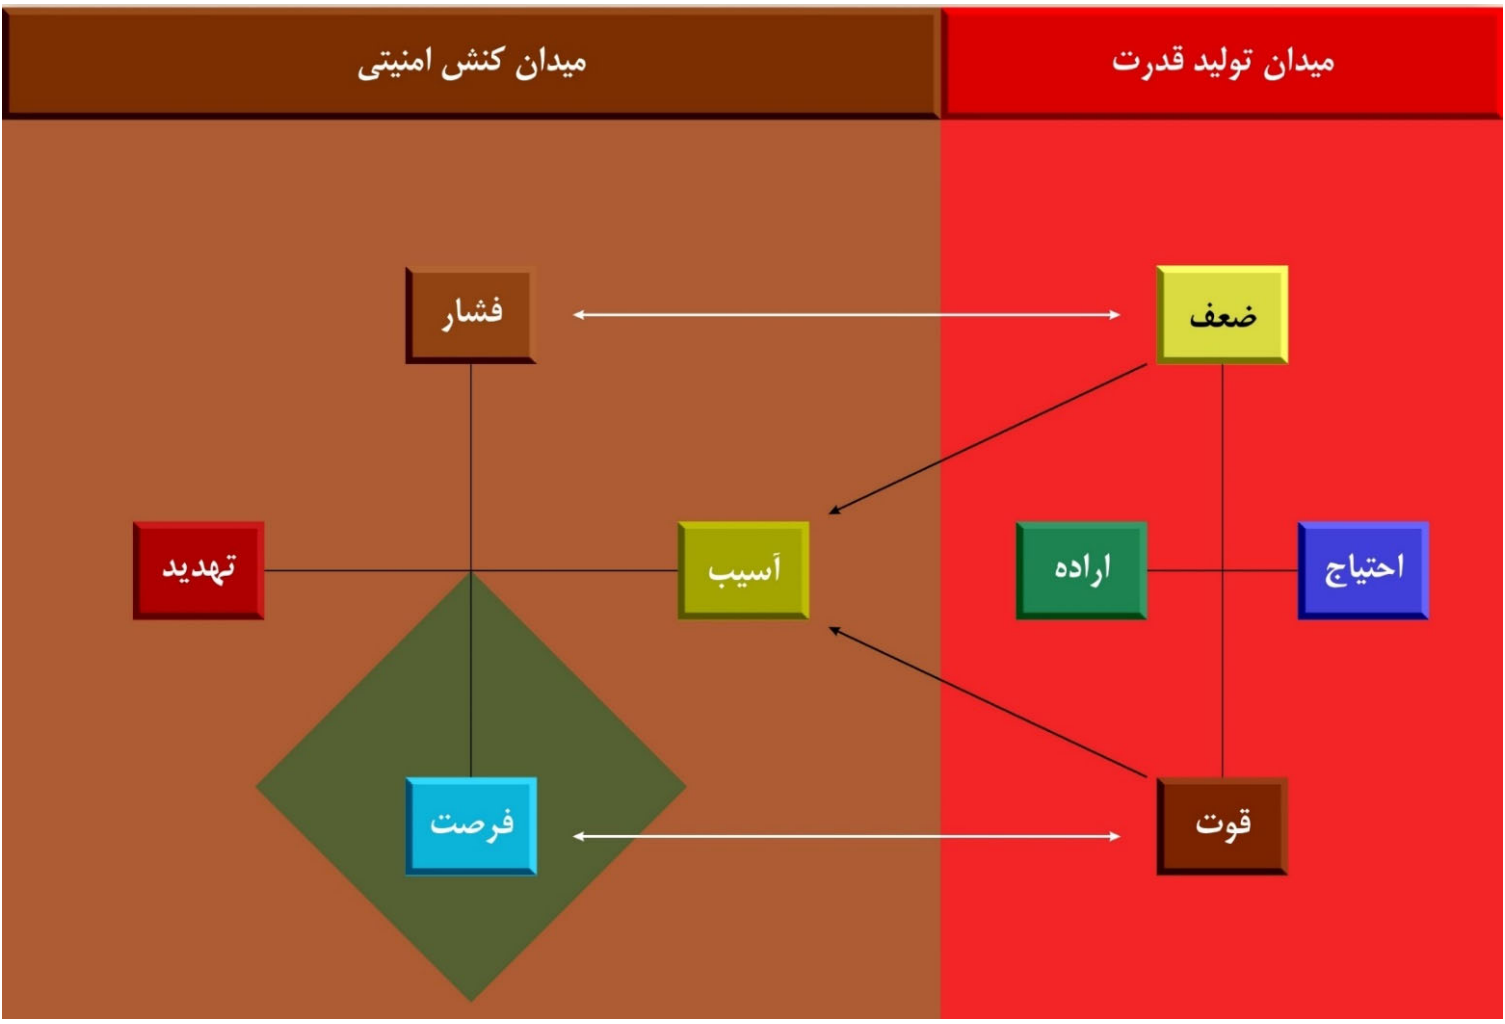 میدان تولید قدرت
میدان کنش امنیتی
ضعف
فشار
احتیاج
اراده
آسیب
تهدید
قوت
فرصت